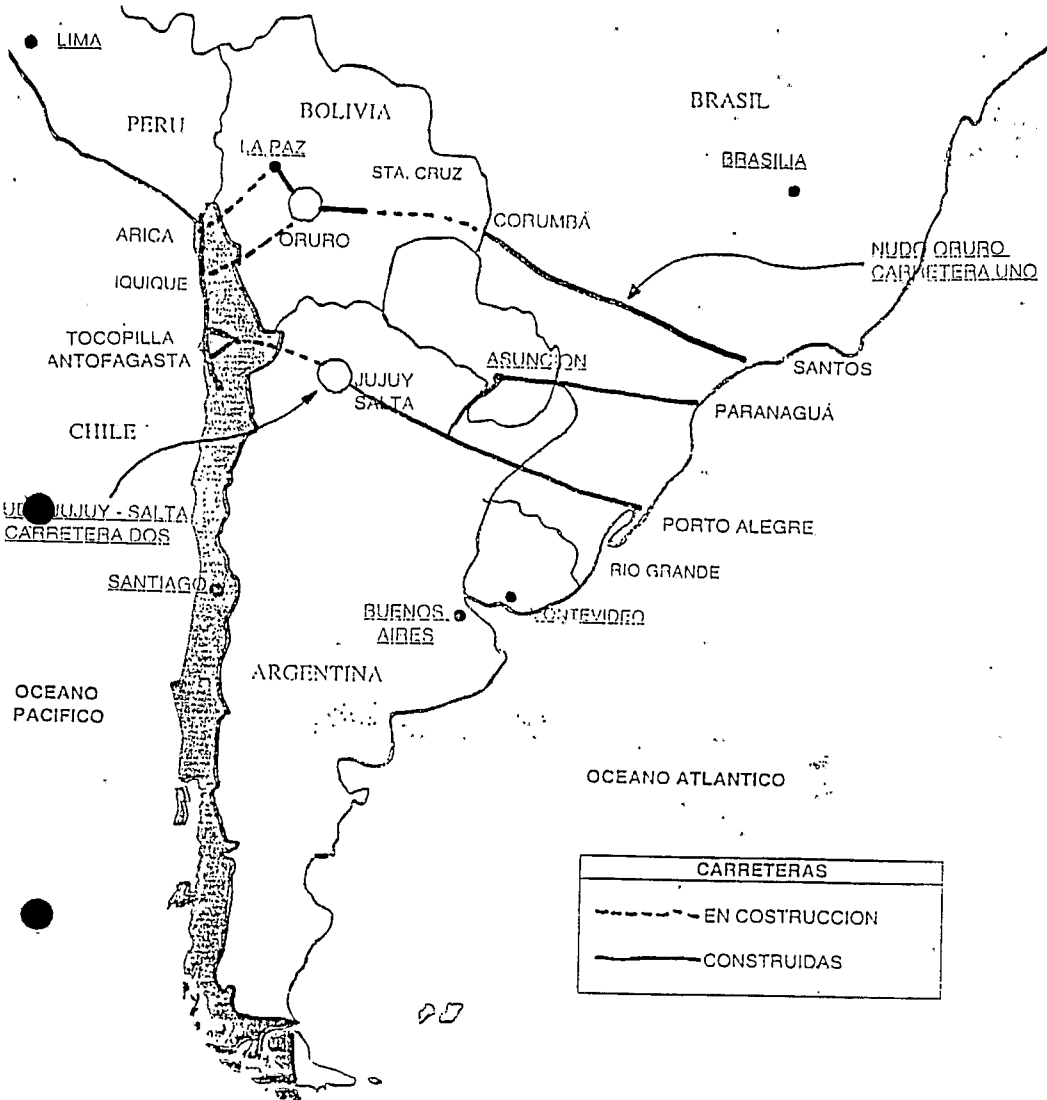 LIMA
PERU
BOLIVIA
BRASIL
LA PAZ
STA. CRUZ
BRASILIA
ARICA
ORURO
CORUMBÁ
NUDO ORURO
CARRETERA UNO
IQUIQUE
TOCOPILLA
ANTOFAGASTA
ASUNCION
SANTOS
JUJUY
SALTA
PARANAGUÁ
CHILE
JUJUY - SALTA
CARRETERA DOS
PORTO ALEGRE
SANTIAGO
RIO GRANDE
BUENOS
AIRES
ARGENTINA
OCEANO
PACIFICO
OCEANO ATLANTICO
CARRETERAS
EN COSTRUCCION
CONSTRUIDAS